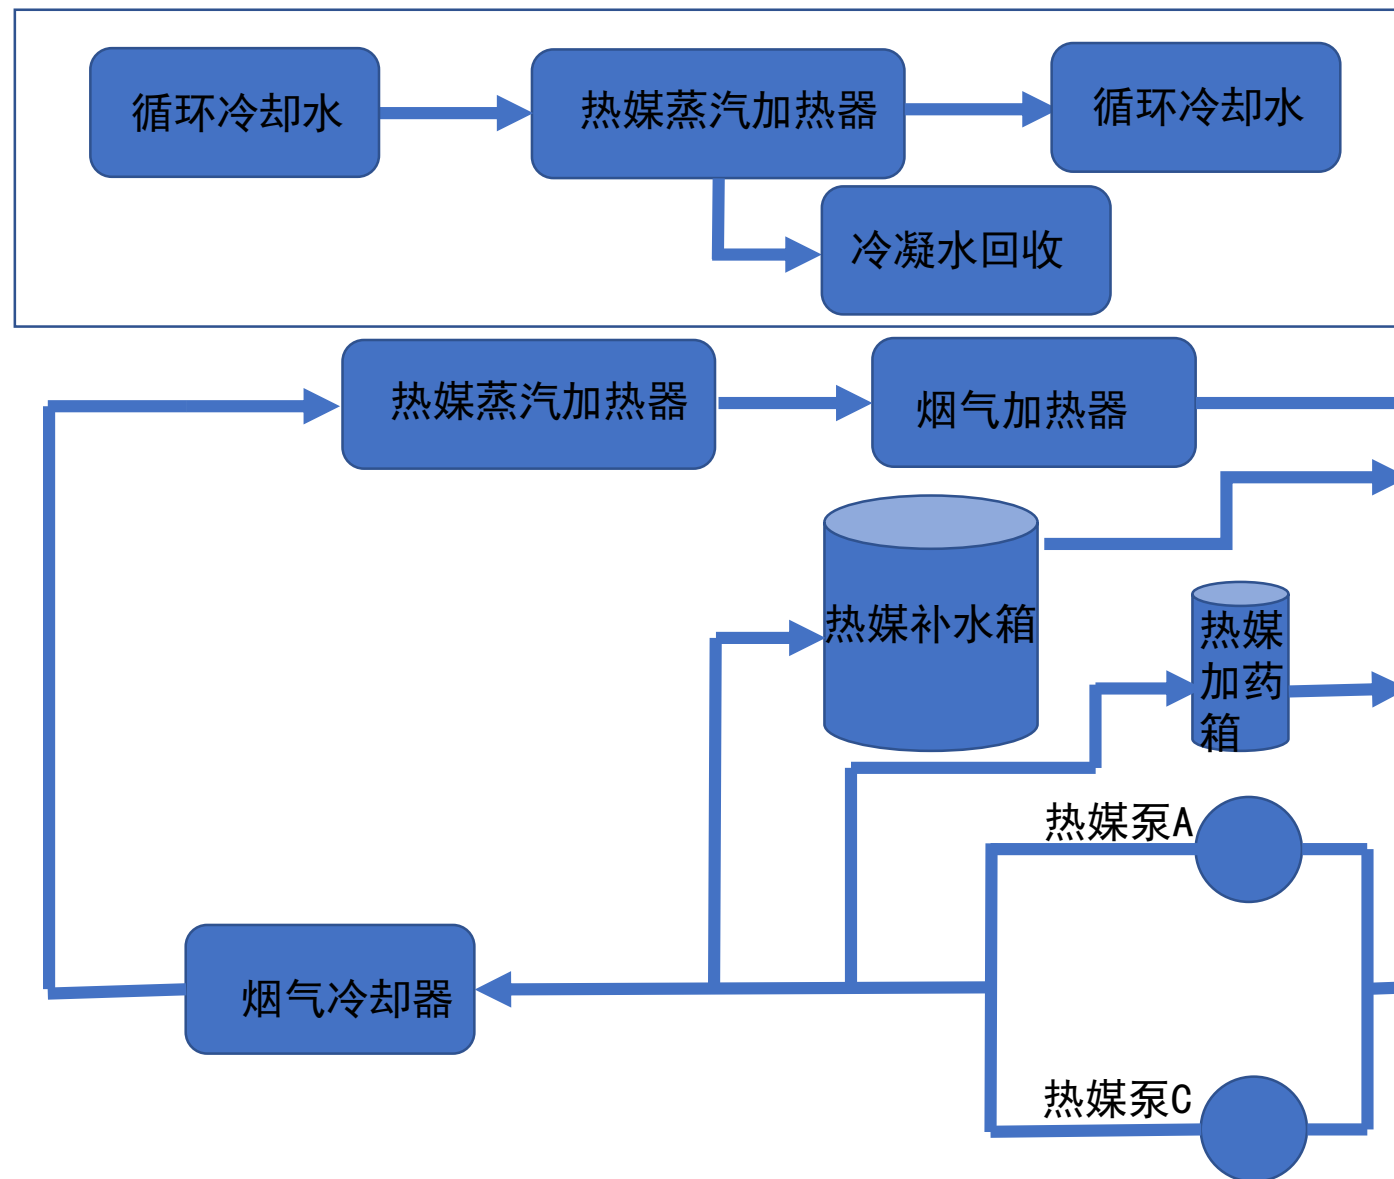 循环冷却水
热媒蒸汽加热器
循环冷却水
冷凝水回收
热媒蒸汽加热器
烟气加热器
热媒补水箱
热媒
加药
箱
热媒泵A
烟气冷却器
热媒泵C